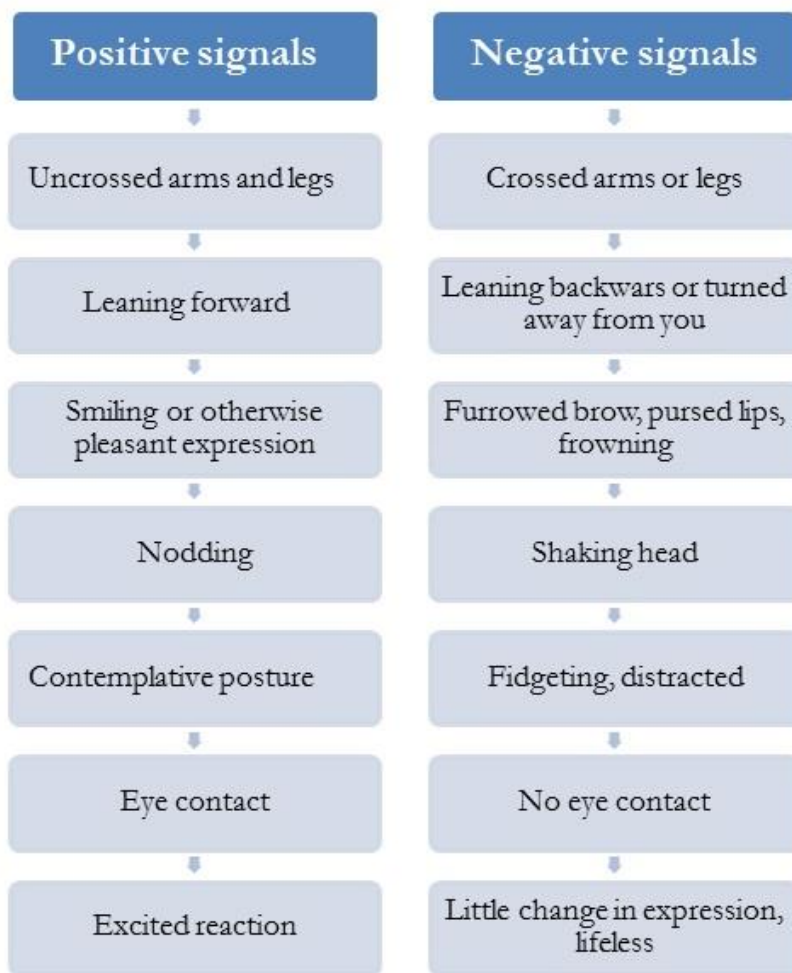 Positive signals
Uncrossed arms and legs
Leaning forward
Smiling or otherwise
pleasant expression
Nodding
Contemplative posture
Eye contact
Excited reaction
Negative signals
Crossed arms or legs
Leaning backwars or turned
away from you
Furrowed brow, pursed lips,
frowning
Shaking head
Fidgeting, distracted
No eye contact
Little change in expression,
lifeless